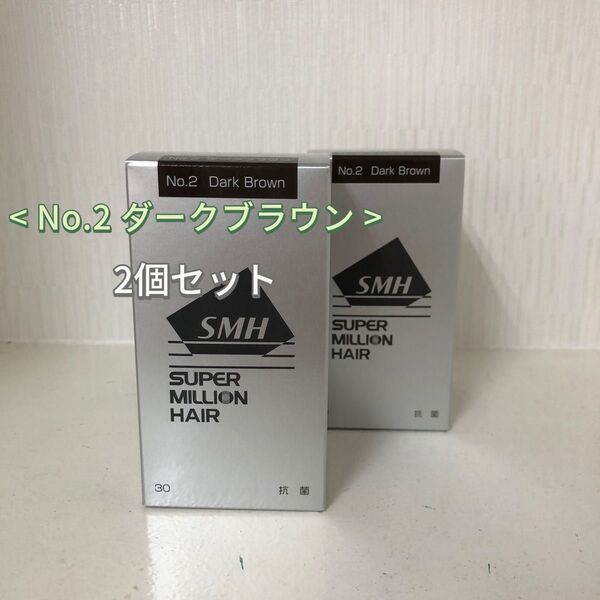 No.2 Dark Brown
No.2 Dark Brown
< No.2 ダークブラウン >
2個セット
SMH
SUPER
MILLION
HAIR
30 抗菌
SMH
SUPER
MILLION
HAIR
抗菌